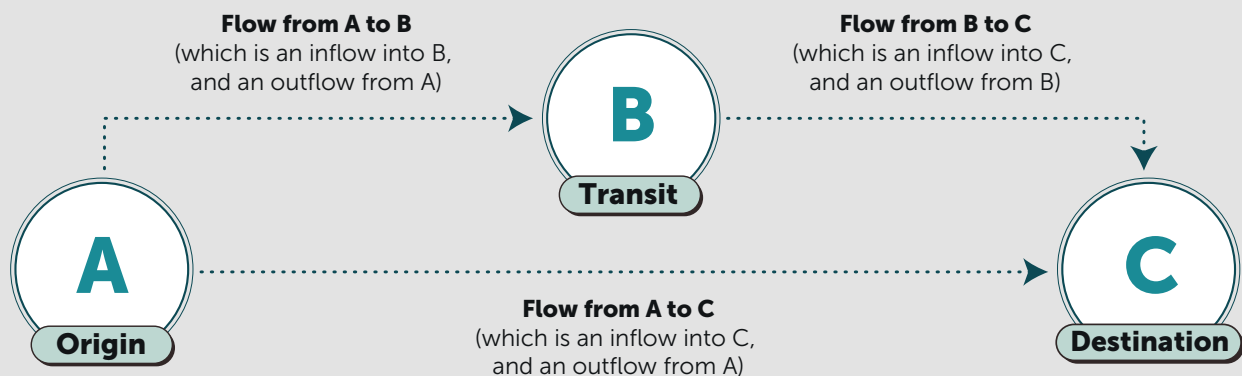 Flow from A to B
(which is an inflow into B,
and an outflow from A)
Flow from B to C
(which is an inflow into C,
and an outflow from B)
B
Transit
A
Origin
C
Destination
Flow from A to C
(which is an inflow into C,
and an outflow from A)